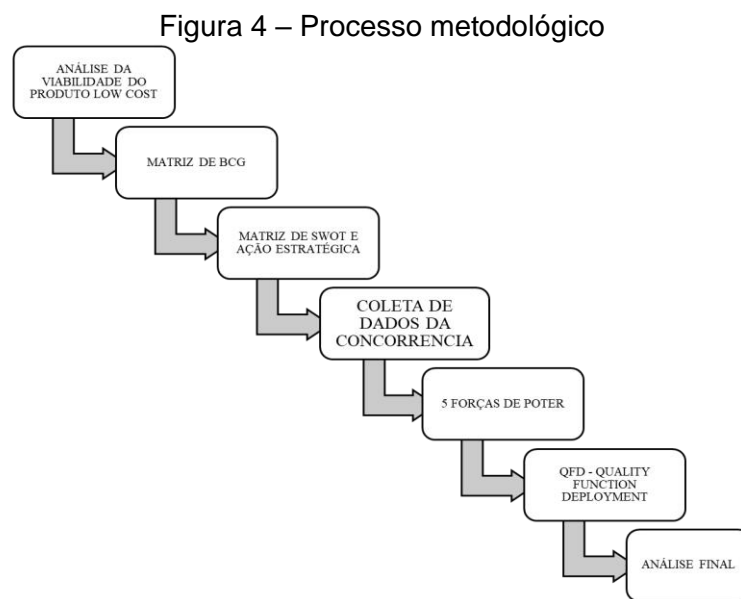 Figura 4 – Processo metodológico
ANÁLISE DA
VIABILIDADE DO
PRODUTO LOW COST
MATRIZ DE BCG
MATRIZ DE SWOT E
AÇÃO ESTRATÉGICA
COLETA DE
DADOS DA
CONCORRENCIA
5 FORÇAS DE POTER
QFD - QUALITY
FUNCTION
DEPLOYMENT
ANÁLISE FINAL